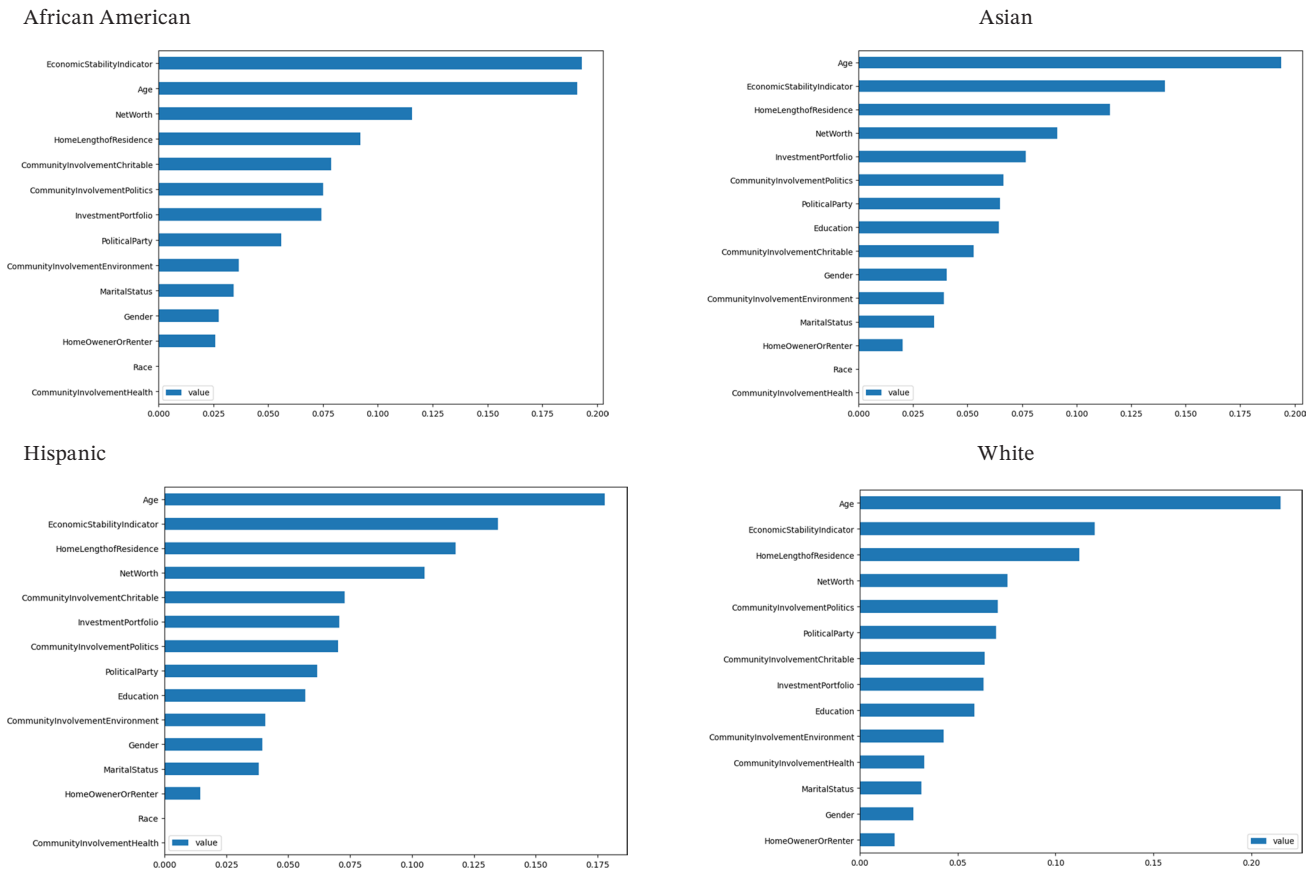 African American
EconomicStabilityIndicator
Age
NetWorth
HomeLengthofResidence
CommunityInvolvementChritable
CommunityInvolvementPolitics
InvestmentPortfolio
PoliticalParty
CommunityInvolvementEnvironment
MaritalStatus
Gender
HomeOwenerOrRenter
Race
CommunityInvolvementHealth
value
0.000 0.025 0.050 0.075 0.100 0.125 0.150 0.175 0.200
Asian
Age
EconomicStabilityIndicator
HomeLengthofResidence
NetWorth
InvestmentPortfolio
CommunityInvolvementPolitics
PoliticalParty
Education
CommunityInvolvementChritable
Gender
CommunityInvolvementEnvironment
MaritalStatus
HomeOwenerOrRenter
Race
CommunityInvolvementHealth
value
0.000 0.025 0.050 0.075 0.100 0.125 0.150 0.175 0.200
Hispanic
Age
EconomicStabilityIndicator
HomeLengthofResidence
NetWorth
CommunityInvolvementChritable
InvestmentPortfolio
CommunityInvolvementPolitics
PoliticalParty
Education
CommunityInvolvementEnvironment
Gender
MaritalStatus
HomeOwenerOrRenter
Race
CommunityInvolvementHealth
value
0.000 0.025 0.050 0.075 0.100 0.125 0.150 0.175
White
Age
EconomicStabilityIndicator
HomeLengthofResidence
NetWorth
CommunityInvolvementPolitics
PoliticalParty
CommunityInvolvementChritable
InvestmentPortfolio
Education
CommunityInvolvementEnvironment
CommunityInvolvementHealth
MaritalStatus
Gender
HomeOwenerOrRenter
value
0.00 0.05 0.10 0.15 0.20